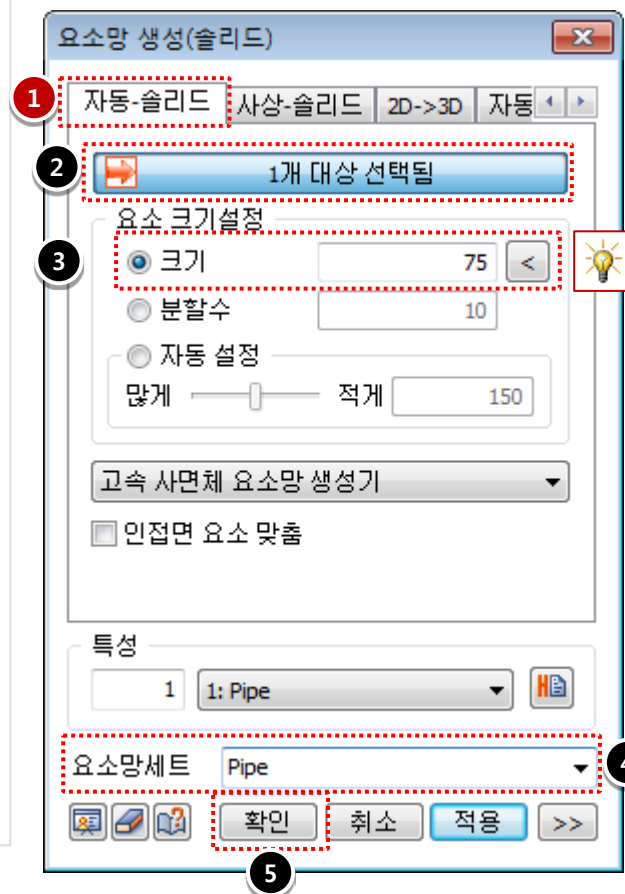 요소망 생성(솔리드)
1 자동-솔리드 사상-솔리드 2D->3D 자동
2 1개 대상 선택됨
요소 크기설정
3 크기 75 <
분할수 10
자동 설정
많게 적게 150
고속 사면체 요소망 생성기
인접면 요소 맞춤
특성
1 1: Pipe
요소망세트 Pipe 4
확인 취소 적용 >>
5